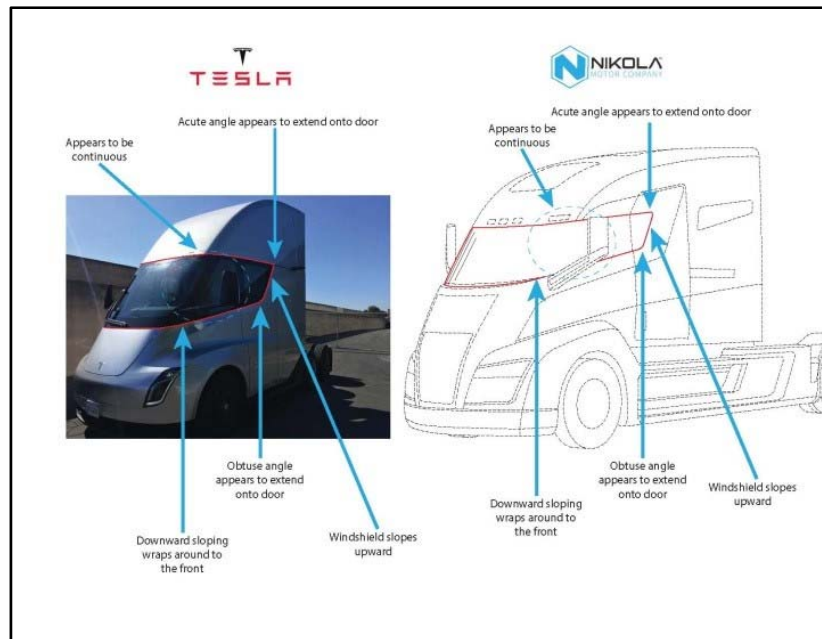 TESLA
NIKOLA
MOTOR COMPANY
Acute angle appears to extend onto door
Appears to be
continuous
Acute angle appears to extend onto door
Appears to be
continuous
Obtuse angle
appears to extend
onto door
Downward sloping
wraps around to
the front
Windshield slopes
upward
Obtuse angle
appears to extend
onto door
Windshield slopes
upward
Downward sloping
wraps around to
the front